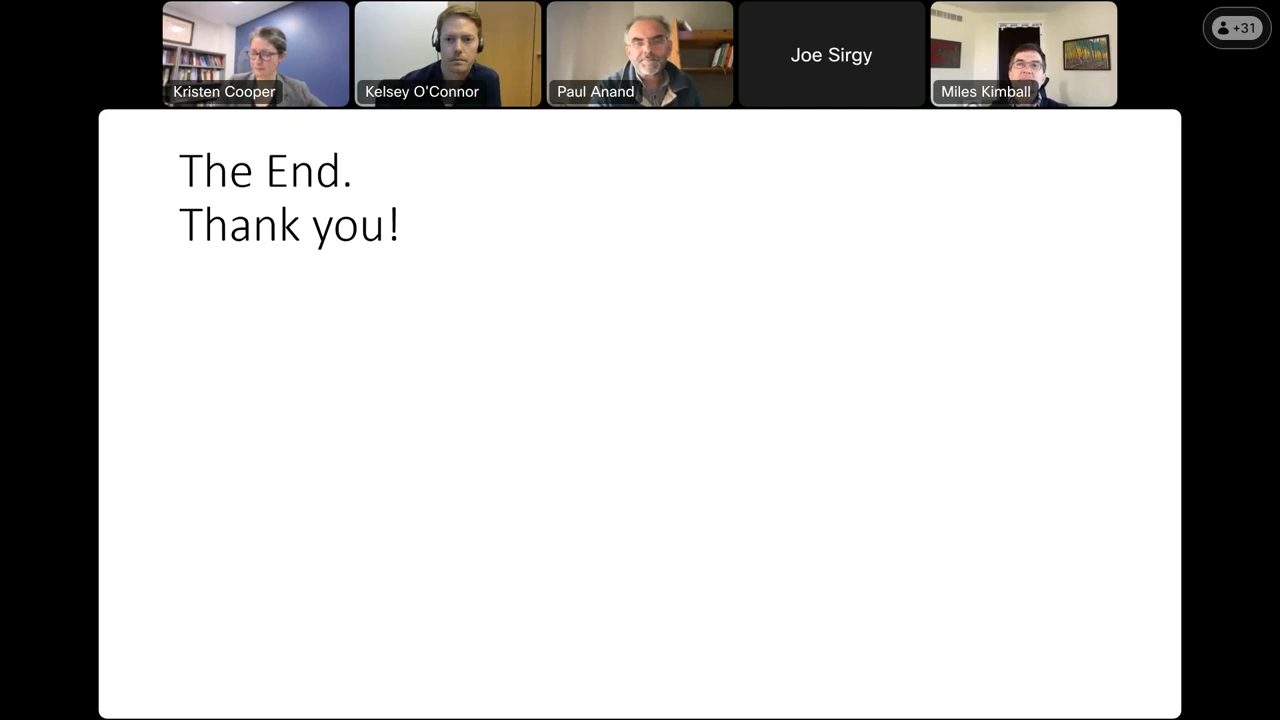 Kristen Cooper
Kelsey O'Connor
Paul Anand
Joe Sirgy
Miles Kimball
+31
The End.
Thank you!